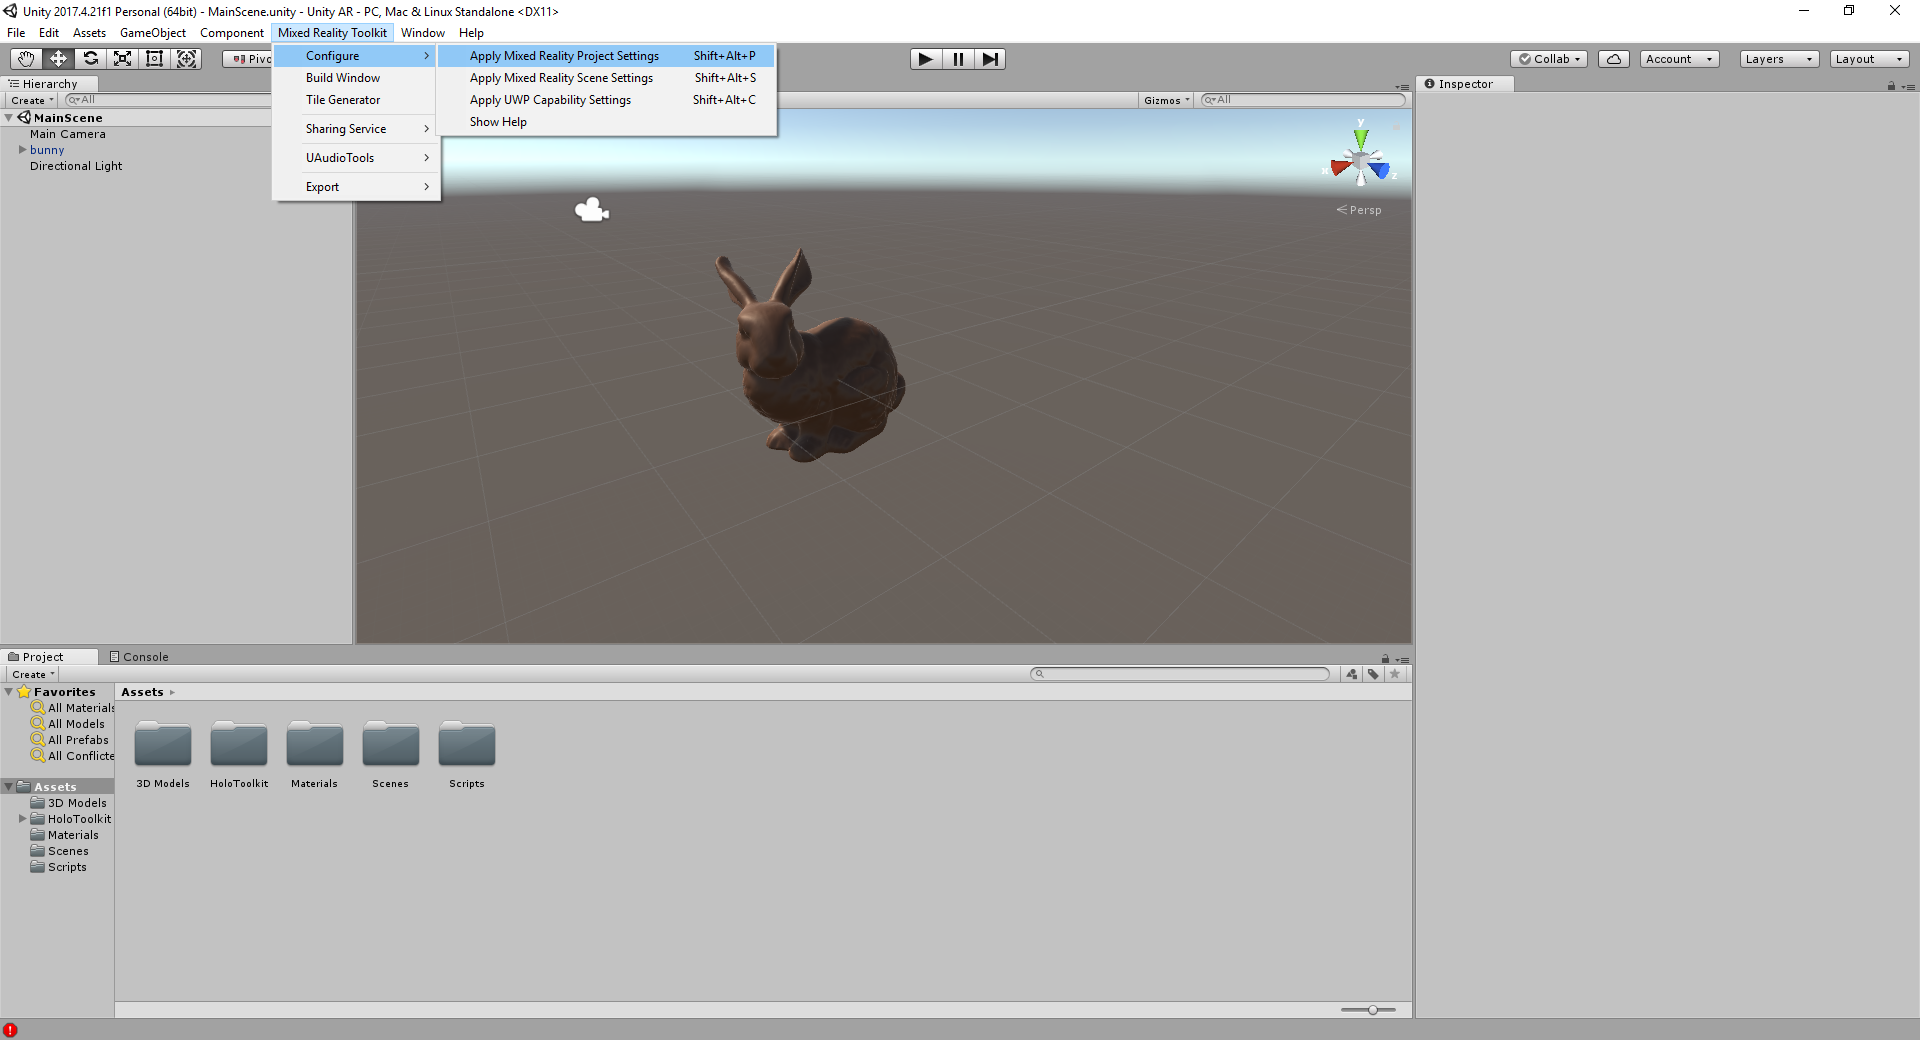 Unity 2017.4.21f1 Personal (64bit) - MainScene.unity - Unity AR - PC, Mac & Linux Standalone <DX11>
File Edit Assets GameObject Component Mixed Reality Toolkit Window Help
Configure
Build Window
Tile Generator
Sharing Service
UAudioTools
Export
Apply Mixed Reality Project Settings Shift+Alt+P
Apply Mixed Reality Scene Settings Shift+Alt+S
Apply UWP Capability Settings Shift+Alt+C
Show Help
Collab Account Layers Layout
Hierarchy
Create All
MainScene
Main Camera
bunny
Directional Light
Gizmos All
y
x
z
Persp
Inspector
Project Console
Create
Favorites
All Materials
All Models
All Prefabs
Assets
3D Models
HoloToolkit
Materials
Scenes
Scripts
Assets
3D Models HoloToolkit Materials Scenes Scripts